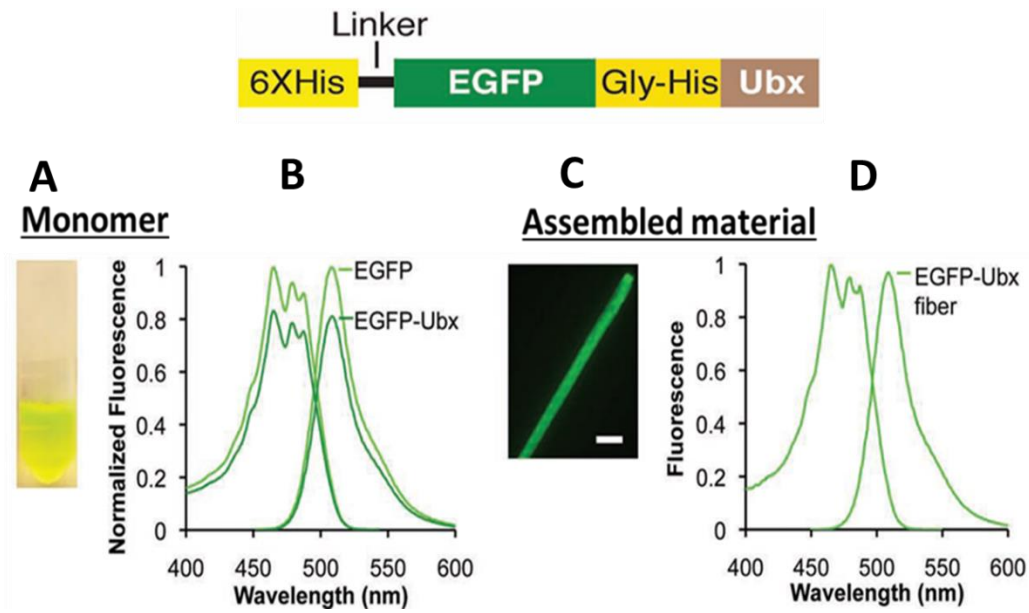 Linker
6XHis
EGFP
Gly-His
Ubx
A
B
C
D
Monomer
Assembled material
Normalized Fluorescence
1
0.8
0.6
0.4
0.2
0
EGFP
EGFP-Ubx
400 450 500 550 600
Wavelength (nm)
Fluorescence
1
0.8
0.6
0.4
0.2
0
EGFP-Ubx
fiber
400 450 500 550 600
Wavelength (nm)